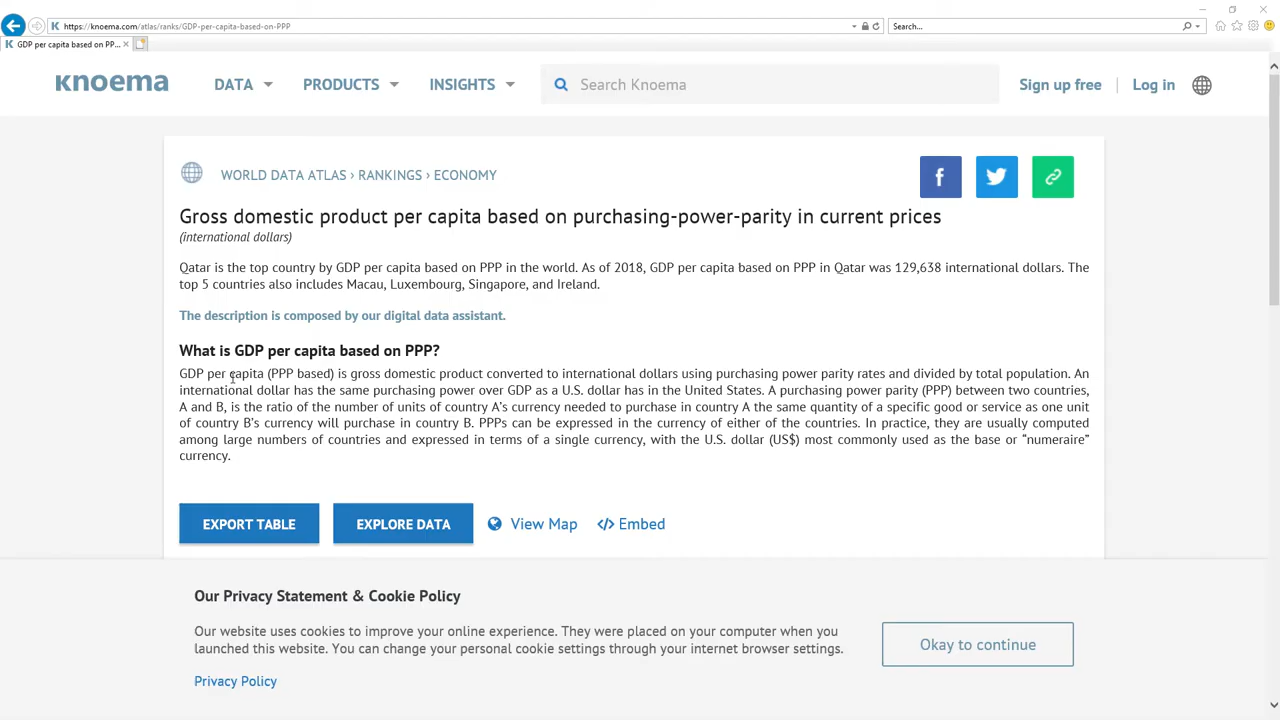 https://knoema.com/atlas/ranks/GDP-per-capita-based-on-PPP
Search...
GDP per capita based on PP...
knoema
DATA
PRODUCTS
INSIGHTS
Search Knoema
Sign up free
Log in
WORLD DATA ATLAS › RANKINGS › ECONOMY
Gross domestic product per capita based on purchasing-power-parity in current prices
(international dollars)
Qatar is the top country by GDP per capita based on PPP in the world. As of 2018, GDP per capita based on PPP in Qatar was 129,638 international dollars. The
top 5 countries also includes Macau, Luxembourg, Singapore, and Ireland.
The description is composed by our digital data assistant.
What is GDP per capita based on PPP?
GDP per capita (PPP based) is gross domestic product converted to international dollars using purchasing power parity rates and divided by total population. An
international dollar has the same purchasing power over GDP as a U.S. dollar has in the United States. A purchasing power parity (PPP) between two countries,
A and B, is the ratio of the number of units of country A’s currency needed to purchase in country A the same quantity of a specific good or service as one unit
of country B’s currency will purchase in country B. PPPs can be expressed in the currency of either of the countries. In practice, they are usually computed
among large numbers of countries and expressed in terms of a single currency, with the U.S. dollar (US$) most commonly used as the base or “numeraire”
currency.
EXPORT TABLE
EXPLORE DATA
View Map
</> Embed
Our Privacy Statement & Cookie Policy
Our website uses cookies to improve your online experience. They were placed on your computer when you
launched this website. You can change your personal cookie settings through your internet browser settings.
Okay to continue
Privacy Policy